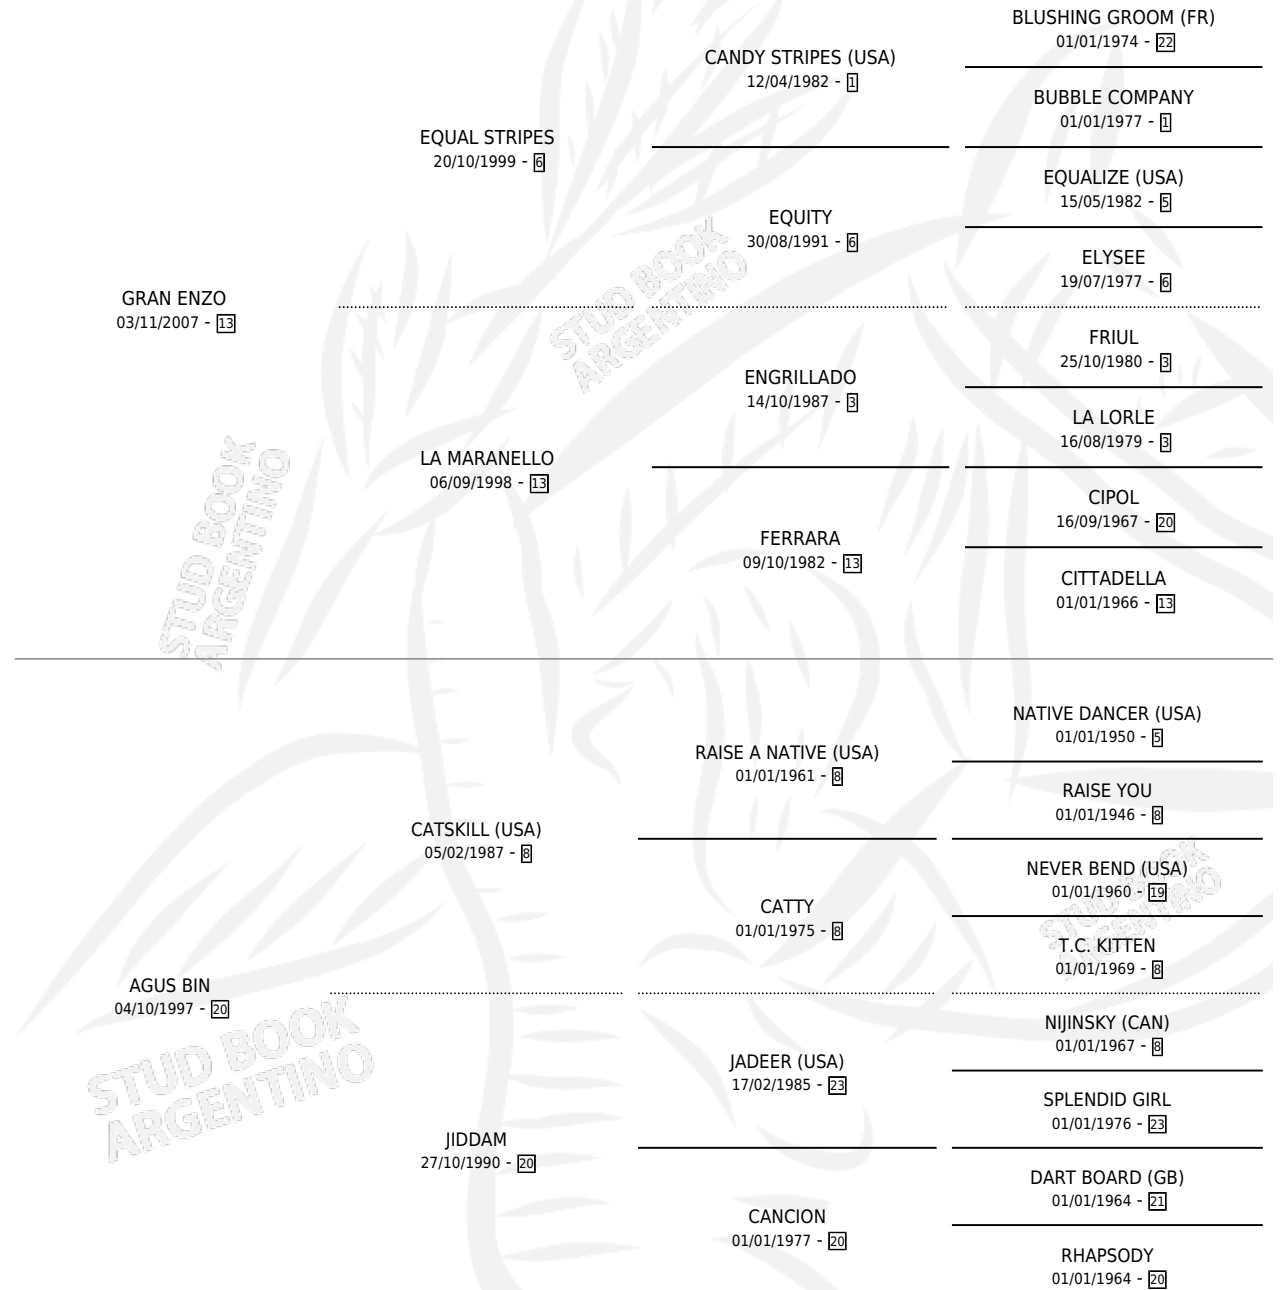 BLUSHING GROOM (FR)
01/01/1974 - 22
CANDY STRIPES (USA)
12/04/1982 - 1
BUBBLE COMPANY
01/01/1977 - 1
EQUAL STRIPES
20/10/1999 - 6
EQUALIZE (USA)
15/05/1982 - 5
EQUITY
30/08/1991 - 6
ELYSEE
19/07/1977 - 6
GRAN ENZO
03/11/2007 - 13
FRIUL
25/10/1980 - 3
ENGRILLADO
14/10/1987 - 3
LA LORLE
16/08/1979 - 3
LA MARANELLO
06/09/1998 - 13
CIPOL
16/09/1967 - 20
FERRARA
09/10/1982 - 13
CITTADELLA
01/01/1966 - 13
NATIVE DANCER (USA)
01/01/1950 - 5
RAISE A NATIVE (USA)
01/01/1961 - 8
RAISE YOU
01/01/1946 - 8
CATSKILL (USA)
05/02/1987 - 8
NEVER BEND (USA)
01/01/1960 - 19
CATTY
01/01/1975 - 8
T.C. KITTEN
01/01/1969 - 8
AGUS BIN
04/10/1997 - 20
NIJINSKY (CAN)
01/01/1967 - 8
JADEER (USA)
17/02/1985 - 23
SPLENDID GIRL
01/01/1976 - 23
JIDDAM
27/10/1990 - 20
DART BOARD (GB)
01/01/1964 - 21
CANCION
01/01/1977 - 20
RHAPSODY
01/01/1964 - 20
STUD BOOK
ARGENTINO
STUD BOOK
ARGENTINO
STUD BOOK
ARGENTINO
STUD BOOK
ARGENTINO